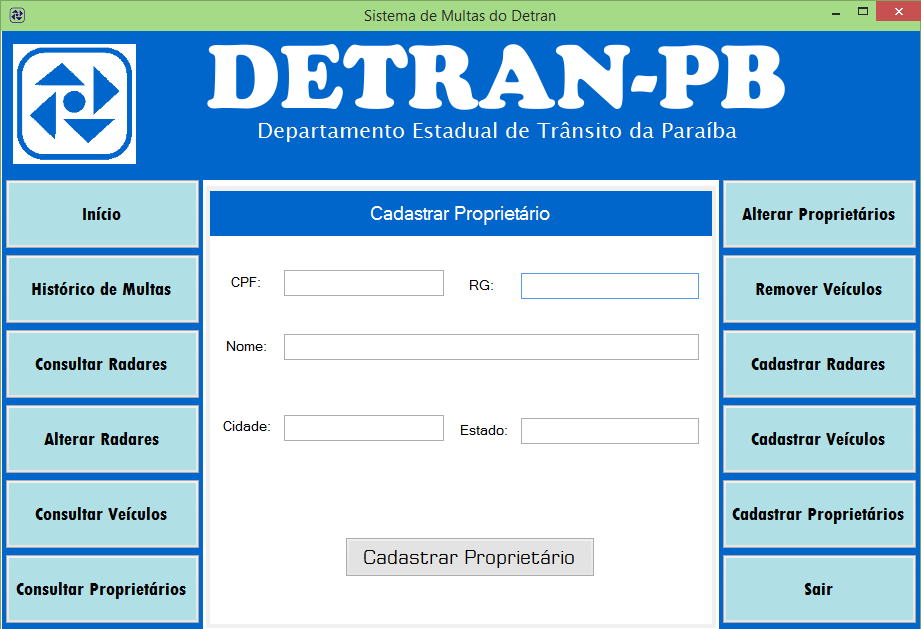 Sistema de Multas do Detran
DETRAN-PB
Departamento Estadual de Trânsito da Paraíba
Início
Histórico de Multas
Consultar Radares
Alterar Radares
Consultar Veículos
Consultar Proprietários
Cadastrar Proprietário
CPF:
RG:
Nome:
Cidade:
Estado:
Cadastrar Proprietário
Alterar Proprietários
Remover Veículos
Cadastrar Radares
Cadastrar Veículos
Cadastrar Proprietários
Sair